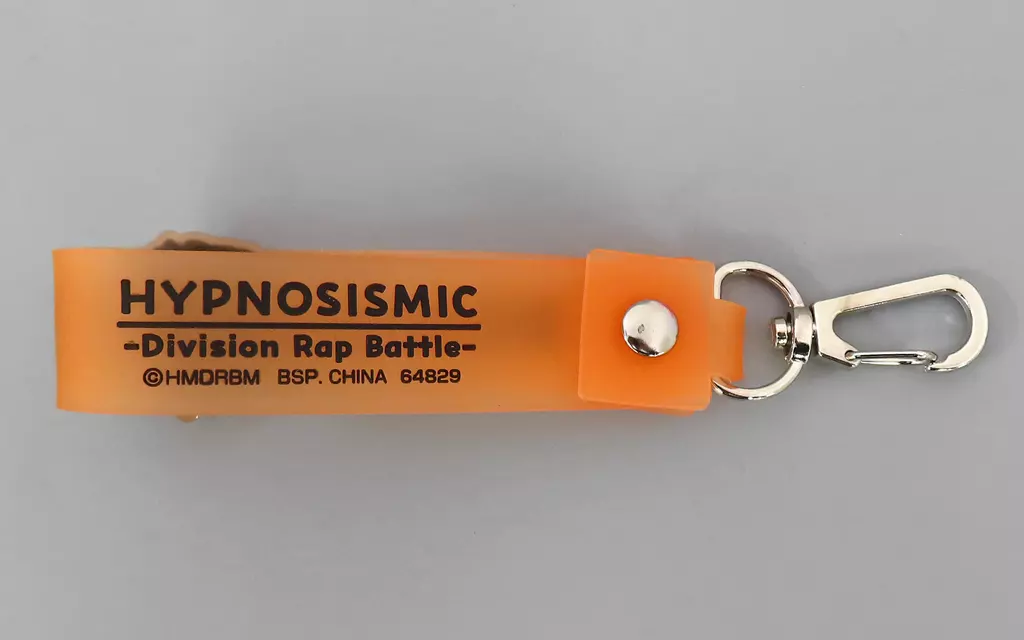 HYPNOSISMIC
-Division Rap Battle-
©HMDRBM BSP. CHINA 64829